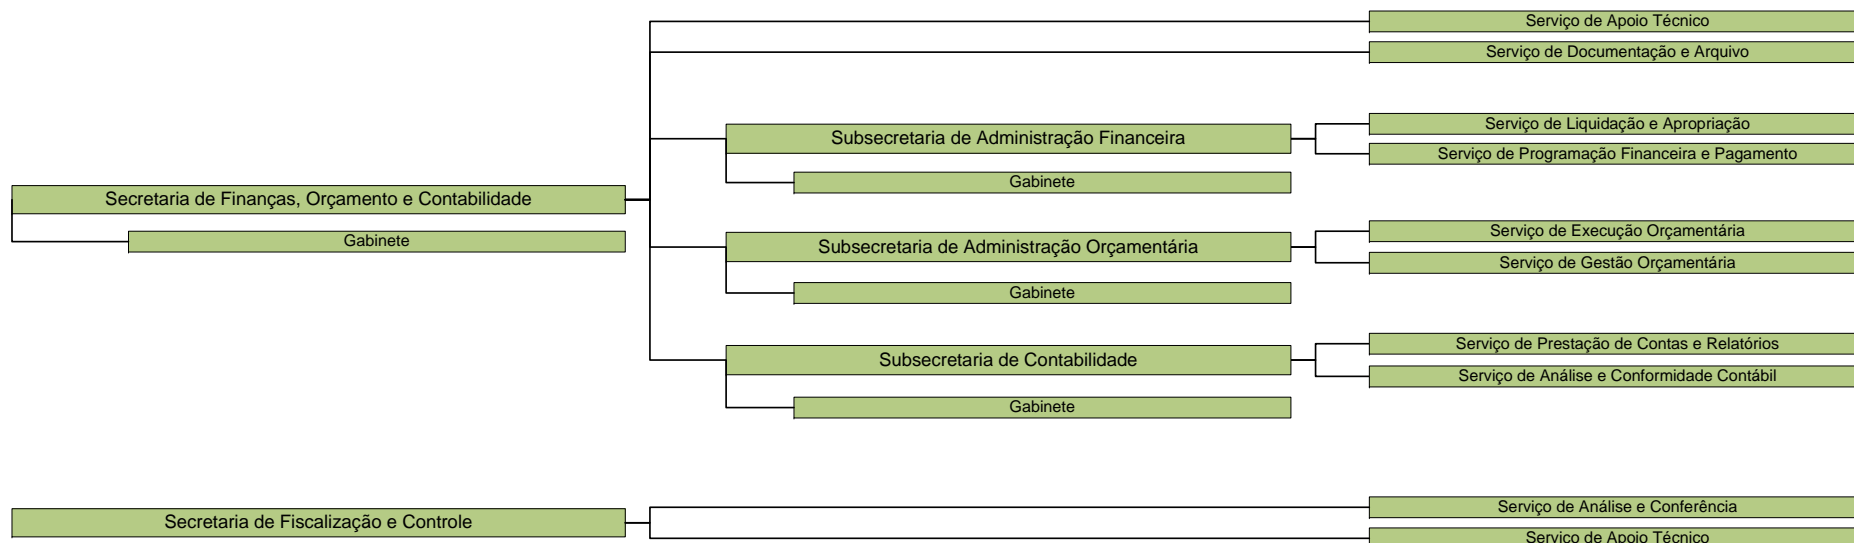 Serviço de Apoio Técnico
Serviço de Documentação e Arquivo
Subsecretaria de Administração Financeira
Serviço de Liquidação e Apropriação
Serviço de Programação Financeira e Pagamento
Gabinete
Secretaria de Finanças, Orçamento e Contabilidade
Gabinete
Subsecretaria de Administração Orçamentária
Serviço de Execução Orçamentária
Serviço de Gestão Orçamentária
Gabinete
Subsecretaria de Contabilidade
Serviço de Prestação de Contas e Relatórios
Serviço de Análise e Conformidade Contábil
Gabinete
Secretaria de Fiscalização e Controle
Serviço de Análise e Conferência
Serviço de Apoio Técnico